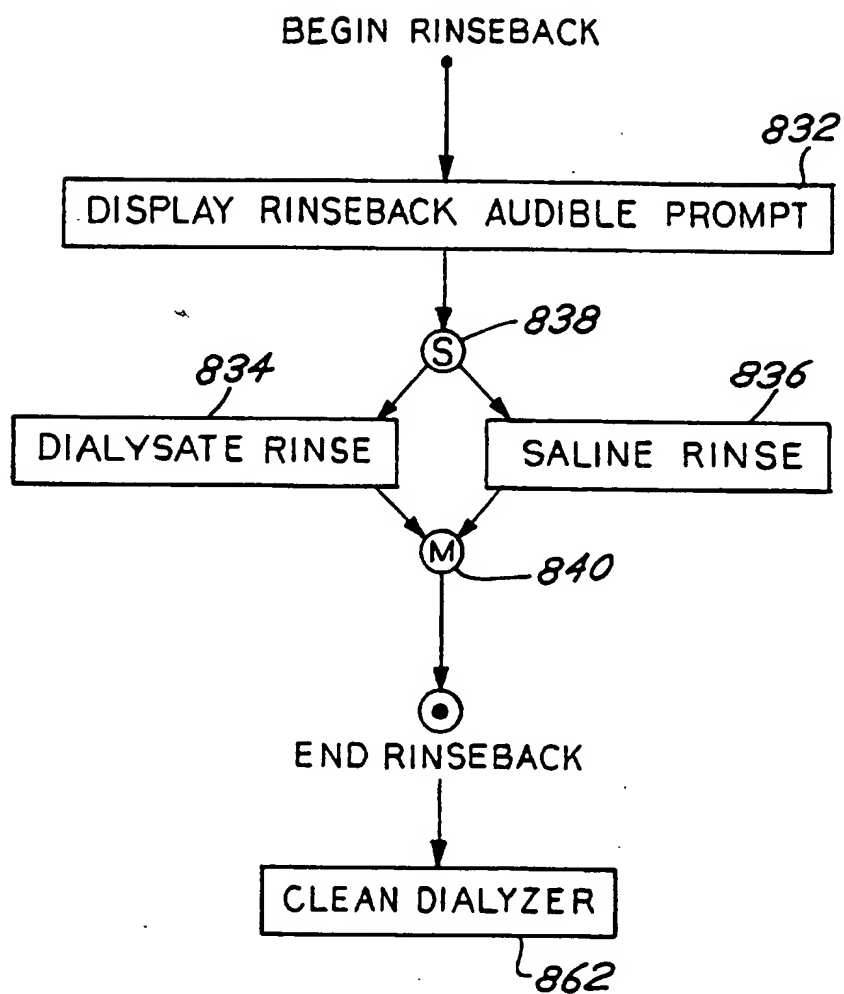 BEGIN RINSEBACK
832
DISPLAY RINSEBACK AUDIBLE PROMPT
S
838
834
836
DIALYSATE RINSE
SALINE RINSE
M
840
END RINSEBACK
CLEAN DIALYZER
862